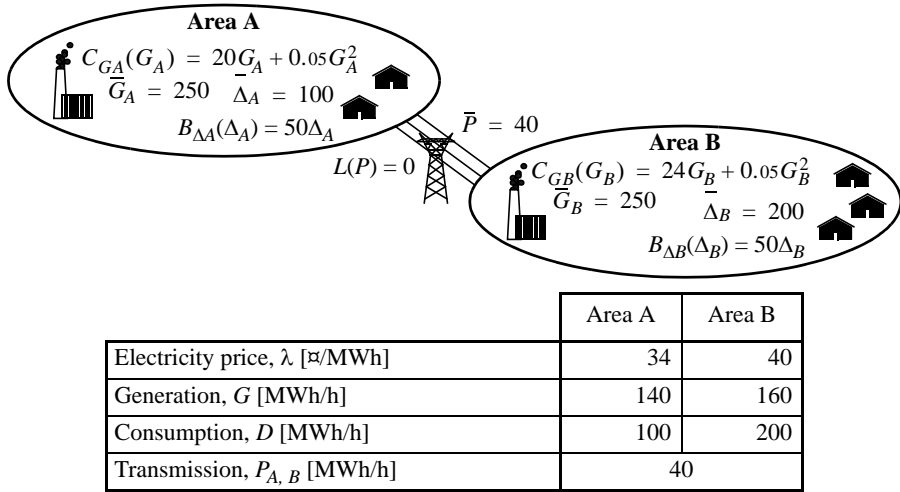 Area A
C_GA(G_A) = 20G_A + 0.05G_A^2
G̅_A = 250 Δ̅_A = 100
B_ΔA(Δ_A) = 50Δ_A
P̅ = 40
L(P) = 0
Area B
C_GB(G_B) = 24G_B + 0.05G_B^2
G̅_B = 250 Δ̅_B = 200
B_ΔB(Δ_B) = 50Δ_B
Area A Area B
Electricity price, λ [¤/MWh] 34 40
Generation, G [MWh/h] 140 160
Consumption, D [MWh/h] 100 200
Transmission, P_A, B [MWh/h] 40